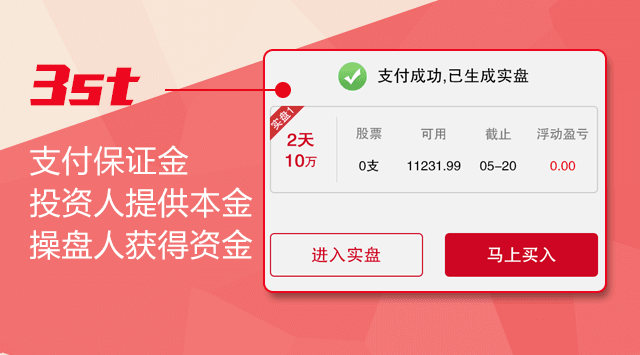 3st
支付保证金
投资人提供本金
操盘人获得资金
支付成功,已生成实盘
实盘1
2天
10万
股票 可用 截止 浮动盈亏
0支 11231.99 05-20 0.00
进入实盘 马上买入